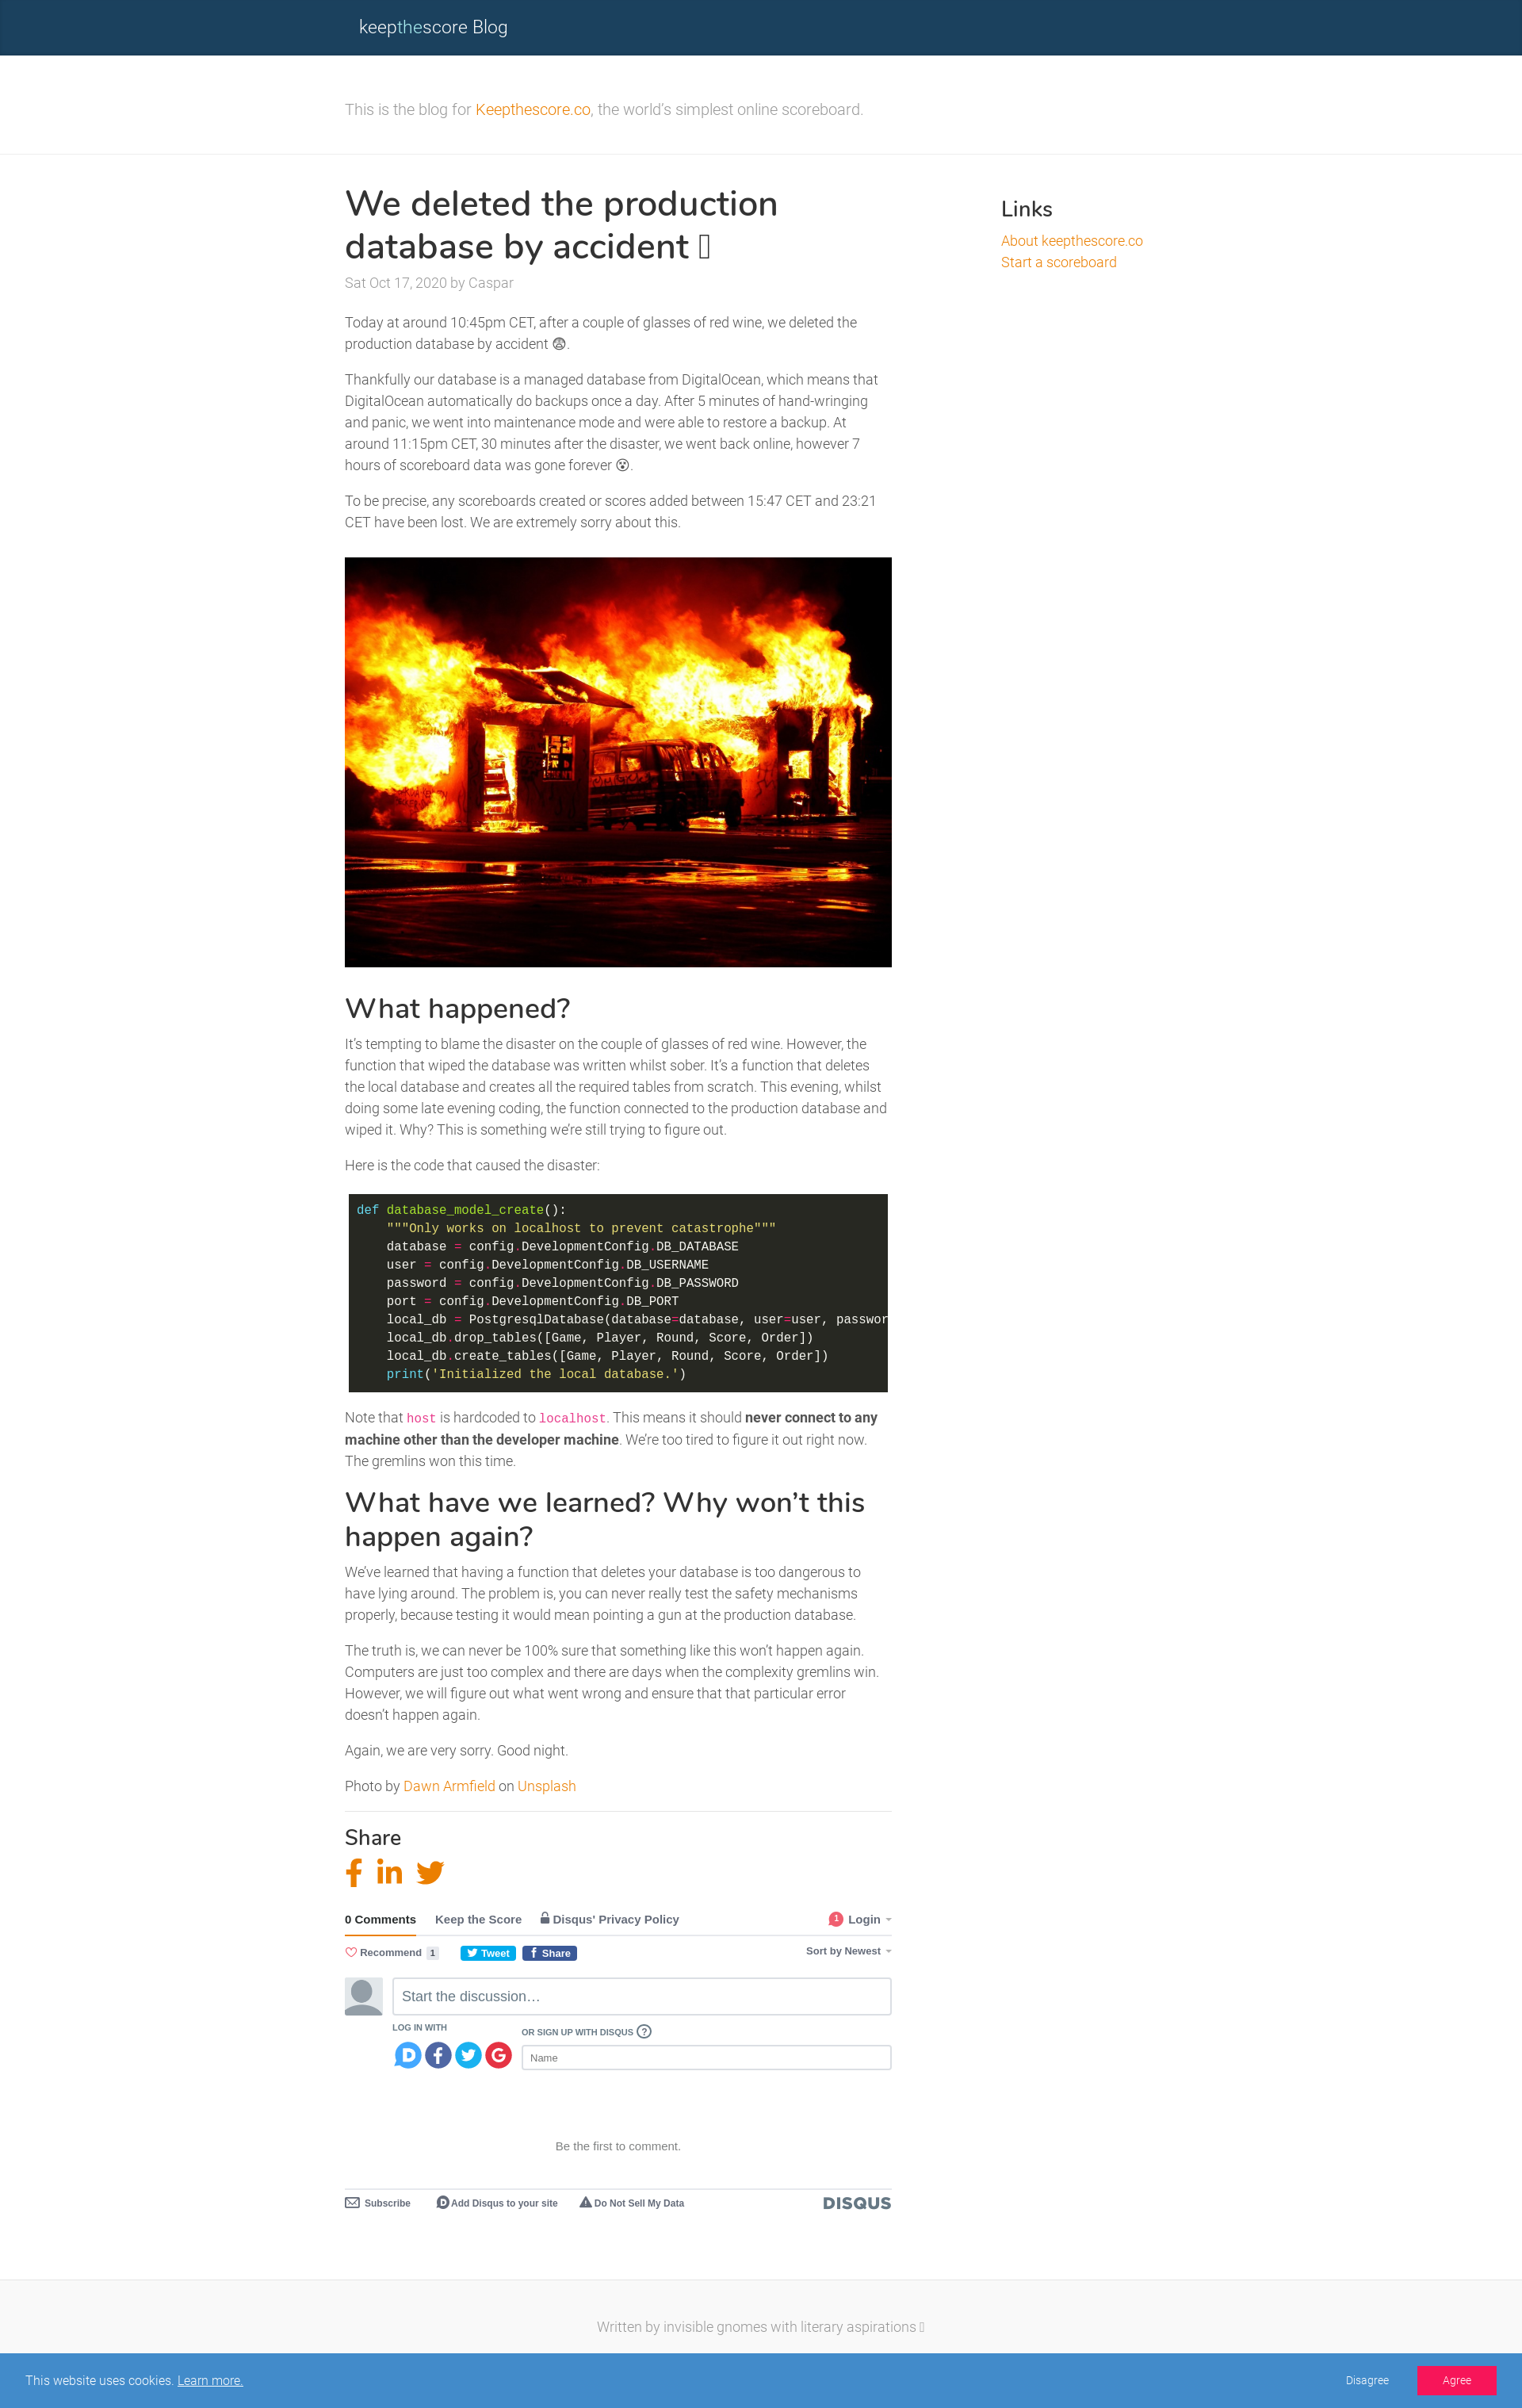 keepthescore Blog
This is the blog for Keepthescore.co, the world’s simplest online scoreboard.
We deleted the production
database by accident
Sat Oct 17, 2020 by Caspar
Today at around 10:45pm CET, after a couple of glasses of red wine, we deleted the
production database by accident 😨.
Thankfully our database is a managed database from DigitalOcean, which means that
DigitalOcean automatically do backups once a day. After 5 minutes of hand-wringing
and panic, we went into maintenance mode and were able to restore a backup. At
around 11:15pm CET, 30 minutes after the disaster, we went back online, however 7
hours of scoreboard data was gone forever 😵.
To be precise, any scoreboards created or scores added between 15:47 CET and 23:21
CET have been lost. We are extremely sorry about this.
What happened?
It’s tempting to blame the disaster on the couple of glasses of red wine. However, the
function that wiped the database was written whilst sober. It’s a function that deletes
the local database and creates all the required tables from scratch. This evening, whilst
doing some late evening coding, the function connected to the production database and
wiped it. Why? This is something we’re still trying to figure out.
Here is the code that caused the disaster:
def database_model_create():
    """Only works on localhost to prevent catastrophe"""
    database = config.DevelopmentConfig.DB_DATABASE
    user = config.DevelopmentConfig.DB_USERNAME
    password = config.DevelopmentConfig.DB_PASSWORD
    port = config.DevelopmentConfig.DB_PORT
    local_db = PostgresqlDatabase(database=database, user=user, passwor
    local_db.drop_tables([Game, Player, Round, Score, Order])
    local_db.create_tables([Game, Player, Round, Score, Order])
    print('Initialized the local database.')
Note that host is hardcoded to localhost. This means it should never connect to any
machine other than the developer machine. We’re too tired to figure it out right now.
The gremlins won this time.
What have we learned? Why won’t this
happen again?
We’ve learned that having a function that deletes your database is too dangerous to
have lying around. The problem is, you can never really test the safety mechanisms
properly, because testing it would mean pointing a gun at the production database.
The truth is, we can never be 100% sure that something like this won’t happen again.
Computers are just too complex and there are days when the complexity gremlins win.
However, we will figure out what went wrong and ensure that that particular error
doesn’t happen again.
Again, we are very sorry. Good night.
Photo by Dawn Armfield on Unsplash
Share
0 Comments Keep the Score Disqus' Privacy Policy 1 Login
Recommend 1 Tweet Share Sort by Newest
Start the discussion…
LOG IN WITH
OR SIGN UP WITH DISQUS ?
Name
Be the first to comment.
Subscribe Add Disqus to your site Do Not Sell My Data DISQUS
Links
About keepthescore.co
Start a scoreboard
Written by invisible gnomes with literary aspirations
This website uses cookies. Learn more. Disagree Agree